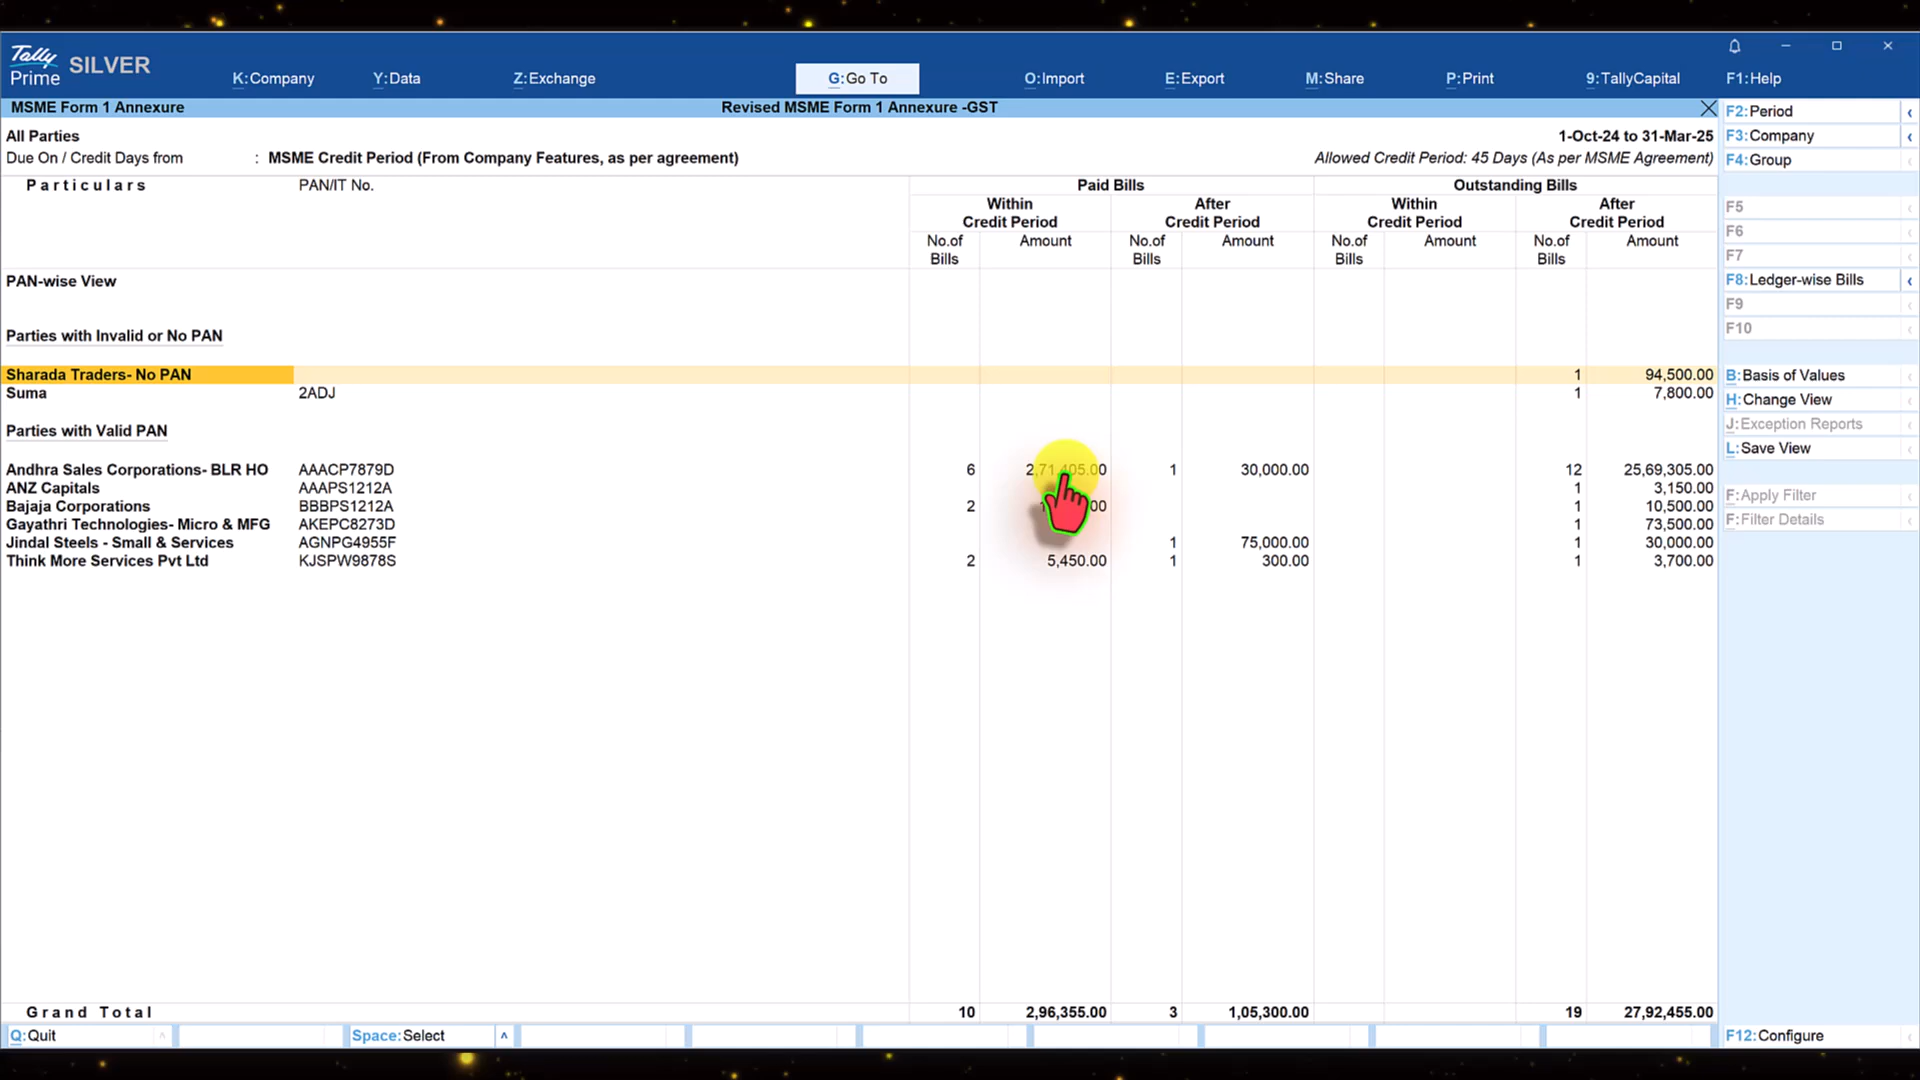 Tally
Prime SILVER
K:Company Y:Data Z:Exchange G:Go To O:Import E:Export M:Share P:Print 9:TallyCapital F1:Help
MSME Form 1 Annexure Revised MSME Form 1 Annexure -GST
All Parties 1-Oct-24 to 31-Mar-25
Due On / Credit Days from : MSME Credit Period (From Company Features, as per agreement) Allowed Credit Period: 45 Days (As per MSME Agreement)
Particulars PAN/IT No. Paid Bills Outstanding Bills
Within After Within After
Credit Period Credit Period Credit Period Credit Period
No.of Amount No.of Amount No.of Amount No.of Amount
Bills Bills Bills Bills
PAN-wise View
Parties with Invalid or No PAN
Sharada Traders- No PAN 1 94,500.00
Suma 2ADJ 1 7,800.00
Parties with Valid PAN
Andhra Sales Corporations- BLR HO AAACP7879D 6 2,71,405.00 1 30,000.00 12 25,69,305.00
ANZ Capitals AAAPS1212A 1 3,150.00
Bajaja Corporations BBBPS1212A 2 1 10,500.00
Gayathri Technologies- Micro & MFG AKEPC8273D 1 73,500.00
Jindal Steels - Small & Services AGNPG4955F 1 75,000.00 1 30,000.00
Think More Services Pvt Ltd KJSPW9878S 2 5,450.00 1 300.00 1 3,700.00
Grand Total 10 2,96,355.00 3 1,05,300.00 19 27,92,455.00
Q:Quit Space:Select
F2:Period
F3:Company
F4:Group
F5
F6
F7
F8:Ledger-wise Bills
F9
F10
B:Basis of Values
H:Change View
J:Exception Reports
L:Save View
F:Apply Filter
F:Filter Details
F12:Configure